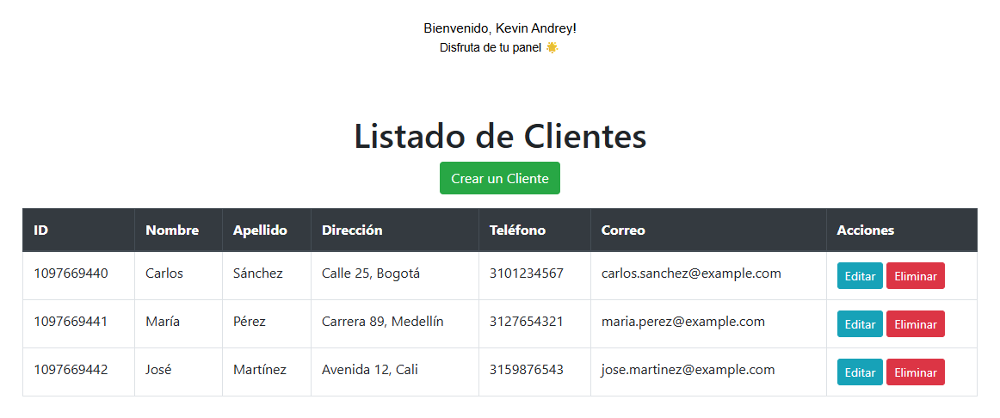 Bienvenido, Kevin Andrey!
Disfruta de tu panel 🌟
Listado de Clientes
Crear un Cliente
ID Nombre Apellido Dirección Teléfono Correo Acciones
1097669440 Carlos Sánchez Calle 25, Bogotá 3101234567 carlos.sanchez@example.com Editar Eliminar
1097669441 María Pérez Carrera 89, Medellín 3127654321 maria.perez@example.com Editar Eliminar
1097669442 José Martínez Avenida 12, Cali 3159876543 jose.martinez@example.com Editar Eliminar